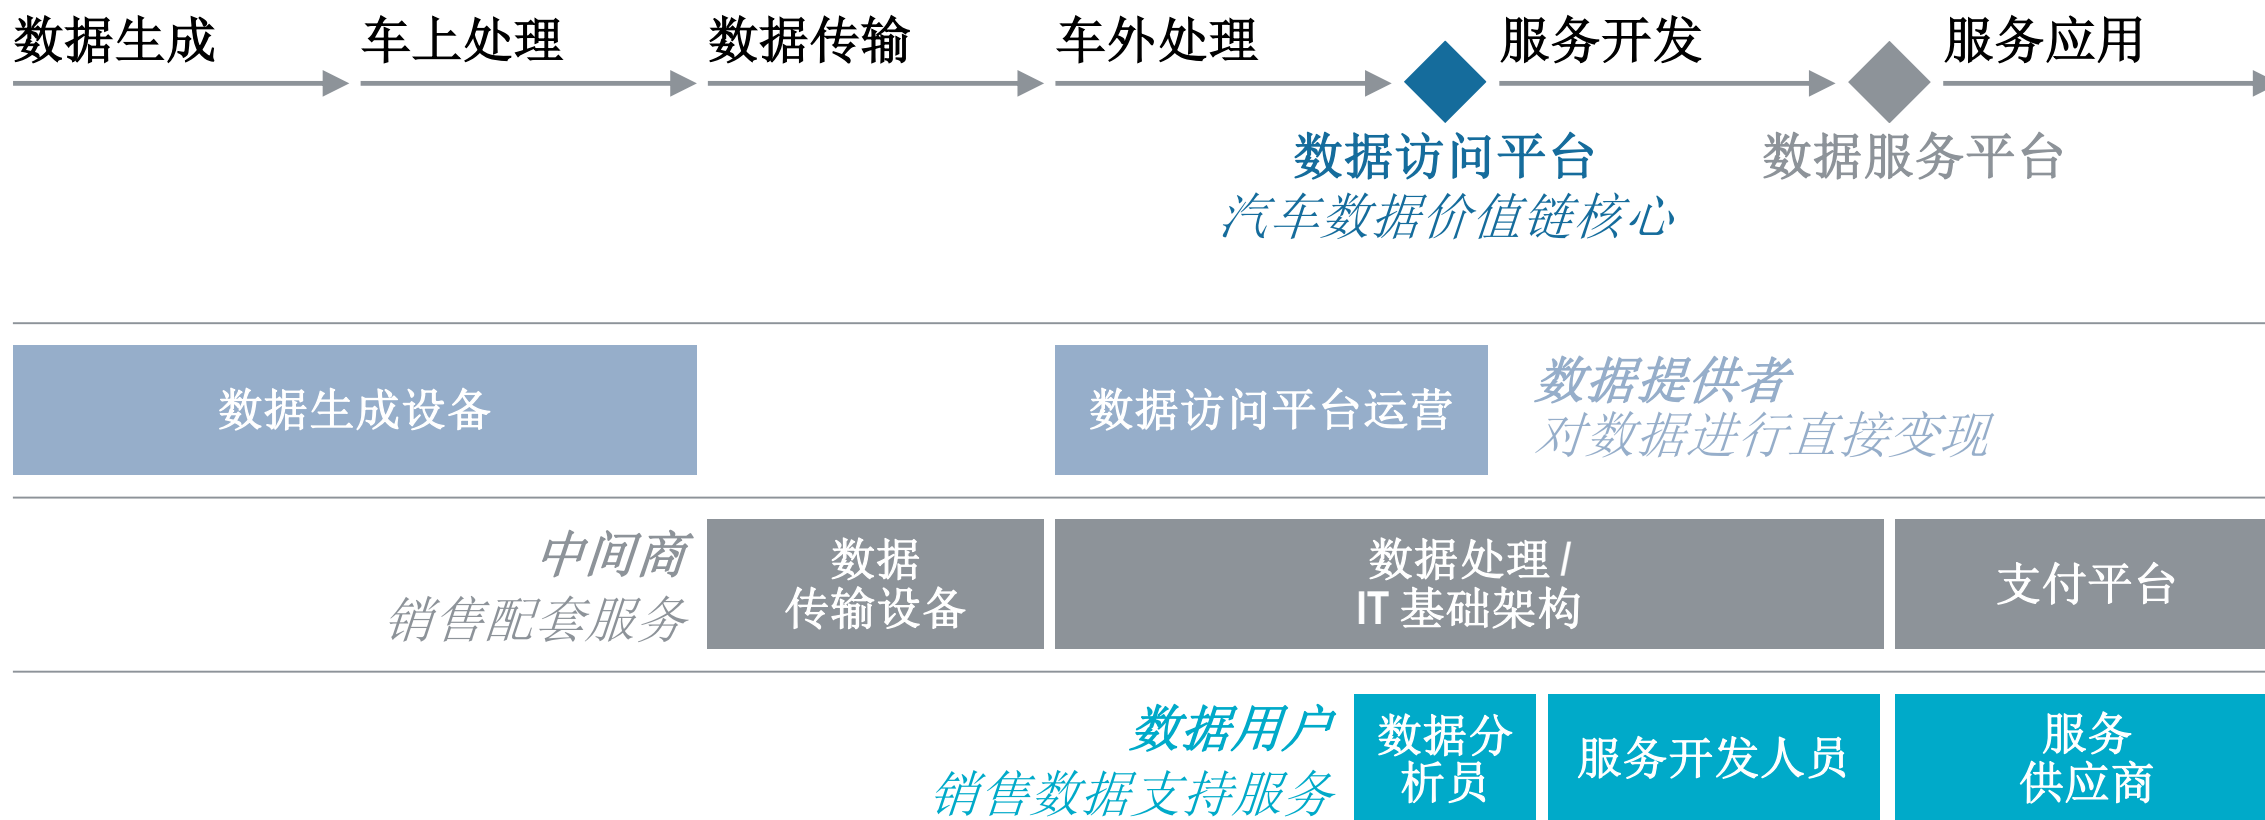 数据生成
车上处理
数据传输
车外处理
服务开发
服务应用
数据访问平台
汽车数据价值链核心
数据服务平台
数据生成设备
数据访问平台运营
数据提供者
对数据进行直接变现
中间商
销售配套服务
数据
传输设备
数据处理 /
IT 基础架构
支付平台
数据用户
销售数据支持服务
数据分
析员
服务开发人员
服务
供应商